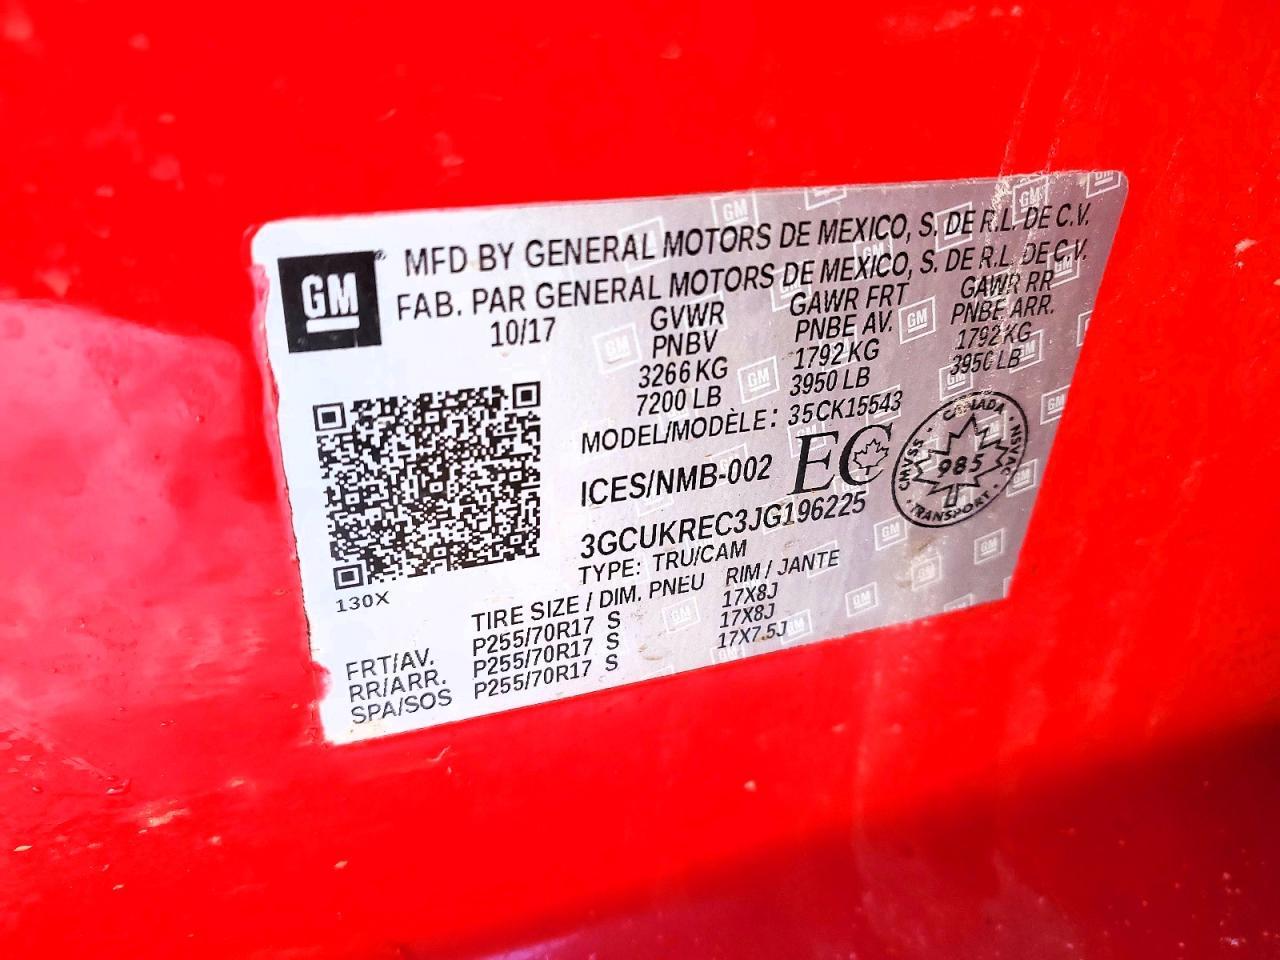 GM
MFD BY GENERAL MOTORS DE MEXICO, S. DE R.L. DE C.V.
FAB. PAR GENERAL MOTORS DE MEXICO, S. DE R.L. DE C.V.
10/17
GVWR GAWR FRT GAWR RR
PNBV PNBE AV. PNBE ARR.
3266 KG 1792 KG 1792 KG
7200 LB 3950 LB 3950 LB
MODEL/MODÈLE: 35CK15543
ICES/NMB-002 EC
CANADA
CMVSS 985 NSVAC
TRANSPORT
3GCUKREC3JG196225
TYPE: TRU/CAM
130X
TIRE SIZE / DIM. PNEU RIM / JANTE
FRT/AV. P255/70R17 S 17X8J
RR/ARR. P255/70R17 S 17X8J
SPA/SOS P255/70R17 S 17X7.5J